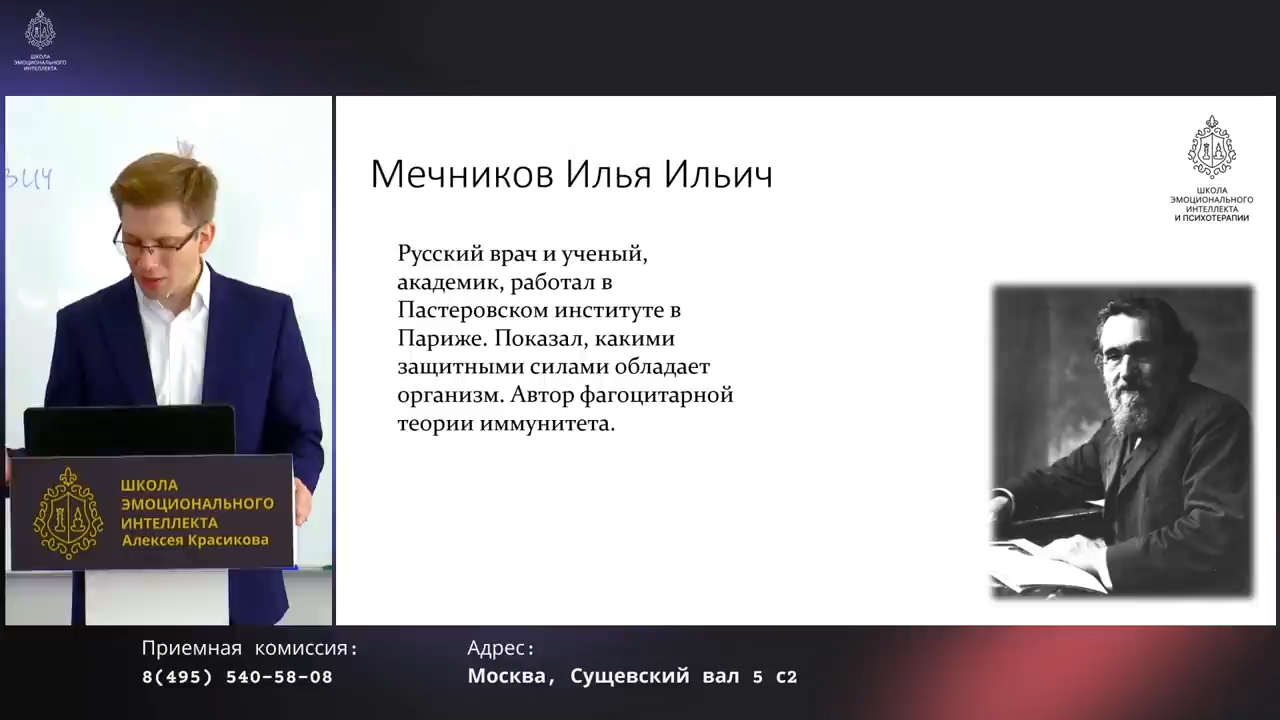 ШКОЛА
ЭМОЦИОНАЛЬНОГО
ИНТЕЛЛЕКТА
ВИЧ
Мечников Илья Ильич
ШКОЛА
ЭМОЦИОНАЛЬНОГО
ИНТЕЛЛЕКТА
И ПСИХОТЕРАПИИ
Русский врач и ученый,
академик, работал в
Пастеровском институте в
Париже. Показал, какими
защитными силами обладает
организм. Автор фагоцитарной
теории иммунитета.
ШКОЛА
ЭМОЦИОНАЛЬНОГО
ИНТЕЛЛЕКТА
Алексея Красикова
Приемная комиссия:
8(495) 540-58-08
Адрес:
Москва, Сущевский вал 5 с2